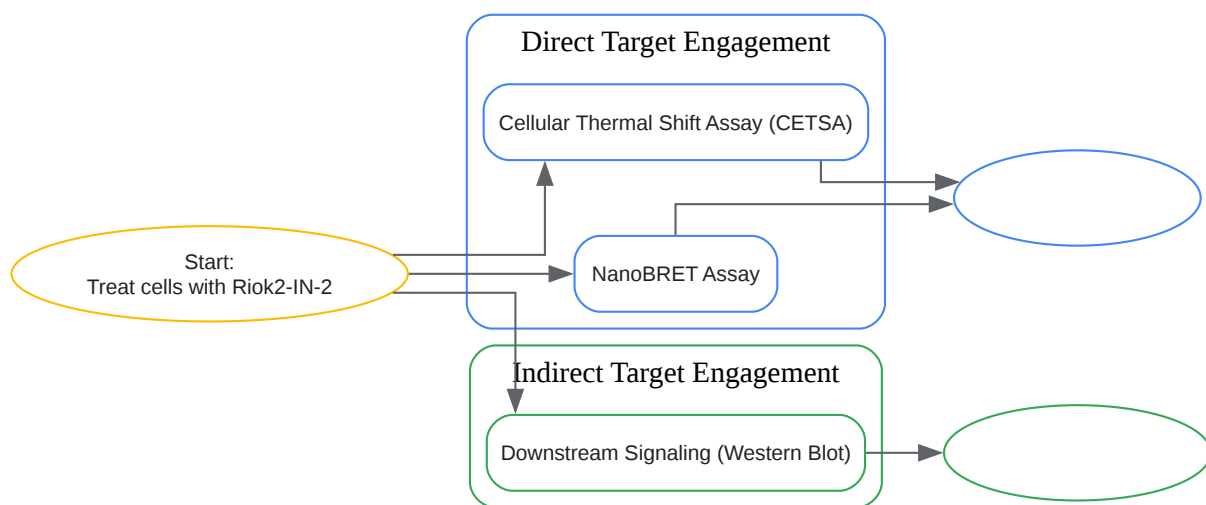 Direct Target Engagement
Cellular Thermal Shift Assay (CETSA)
Start:
Treat cells with Riok2-IN-2
NanoBRET Assay
Indirect Target Engagement
Downstream Signaling (Western Blot)